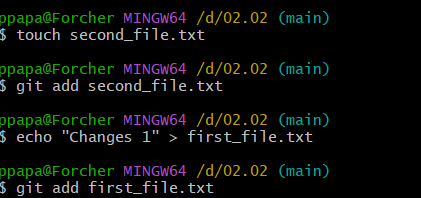 ppapa@Forcher MINGW64 /d/02.02 (main)
$ touch second_file.txt
ppapa@Forcher MINGW64 /d/02.02 (main)
$ git add second_file.txt
ppapa@Forcher MINGW64 /d/02.02 (main)
$ echo "Changes 1" > first_file.txt
ppapa@Forcher MINGW64 /d/02.02 (main)
$ git add first_file.txt